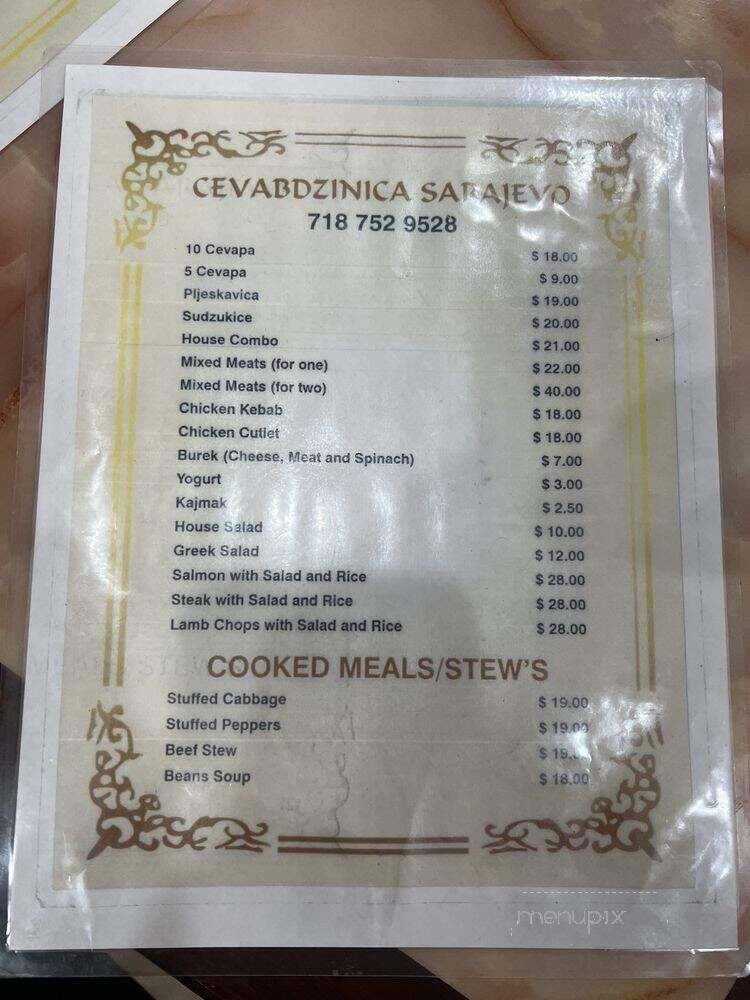 CEVABDZINICA SARAJEVO
718 752 9528
10 Cevapa $ 18.00
5 Cevapa $ 9.00
Pljeskavica $ 19.00
Sudzukice $ 20.00
House Combo $ 21.00
Mixed Meats (for one) $ 22.00
Mixed Meats (for two) $ 40.00
Chicken Kebab $ 18.00
Chicken Cutlet $ 18.00
Burek (Cheese, Meat and Spinach) $ 7.00
Yogurt $ 3.00
Kajmak $ 2.50
House Salad $ 10.00
Greek Salad $ 12.00
Salmon with Salad and Rice $ 28.00
Steak with Salad and Rice $ 28.00
Lamb Chops with Salad and Rice $ 28.00
COOKED MEALS/STEW'S
Stuffed Cabbage $ 19.00
Stuffed Peppers $ 19.00
Beef Stew
Beans Soup $ 18.00
menupix